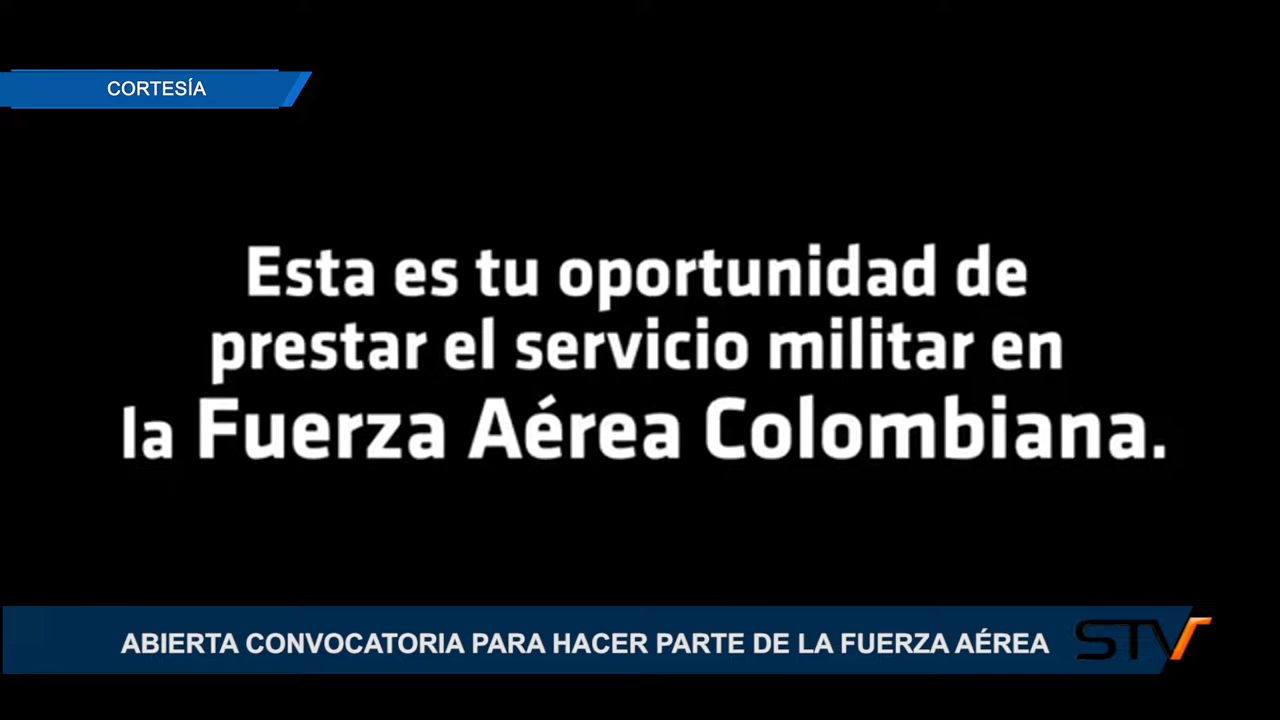 CORTESÍA
Esta es tu oportunidad de
prestar el servicio militar en
la Fuerza Aérea Colombiana.
ABIERTA CONVOCATORIA PARA HACER PARTE DE LA FUERZA AÉREA
STV